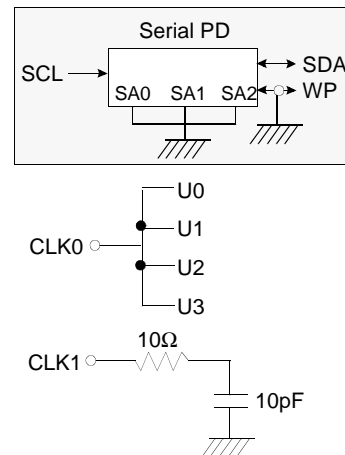 Serial PD
SCL
SDA
SA0 SA1 SA2
WP
U0
U1
CLK0
U2
U3
10Ω
CLK1
10pF